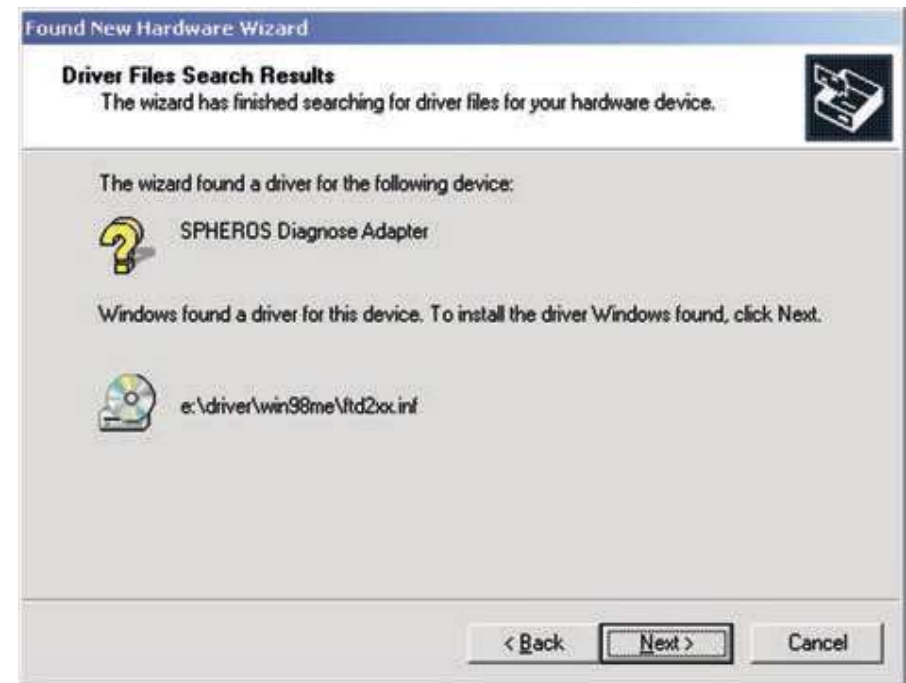 Found New Hardware Wizard
Driver Files Search Results
The wizard has finished searching for driver files for your hardware device.
The wizard found a driver for the following device:
SPHEROS Diagnose Adapter
Windows found a driver for this device. To install the driver Windows found, click Next.
e:\driver\win98me\ftd2xx.inf
< Back Next > Cancel